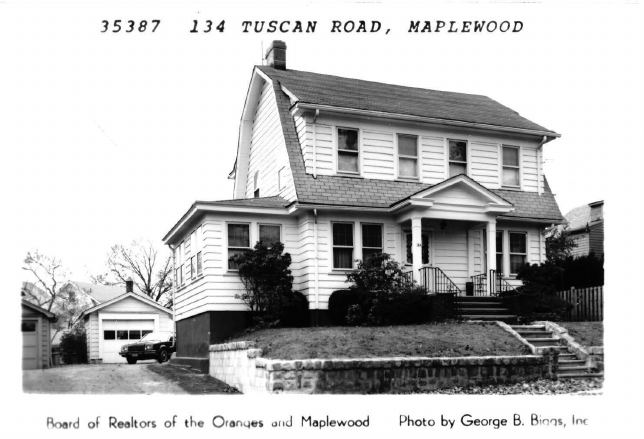 35387 134 TUSCAN ROAD, MAPLEWOOD
Board of Realtors of the Oranges and Maplewood Photo by George B. Biggs, Inc